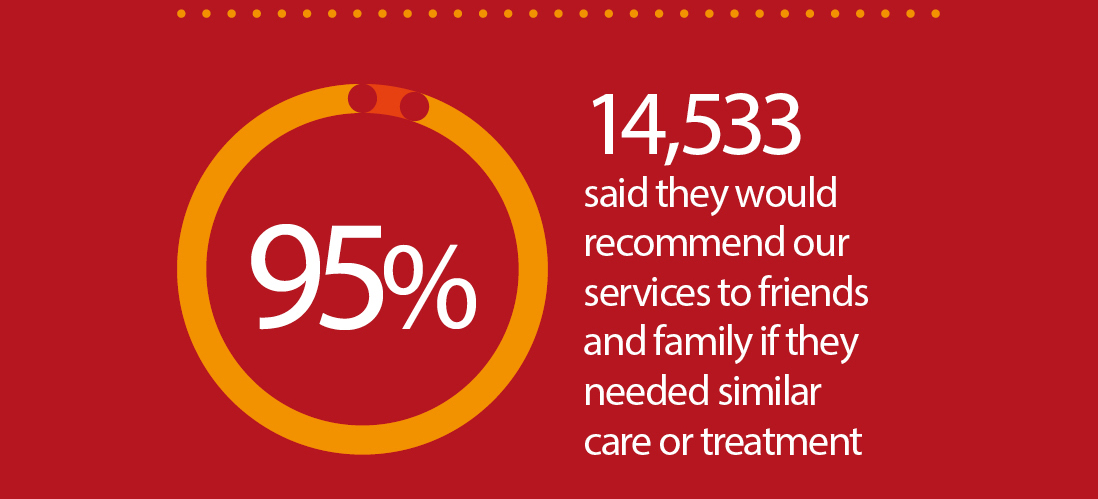 95%
14,533
said they would
recommend our
services to friends
and family if they
needed similar
care or treatment